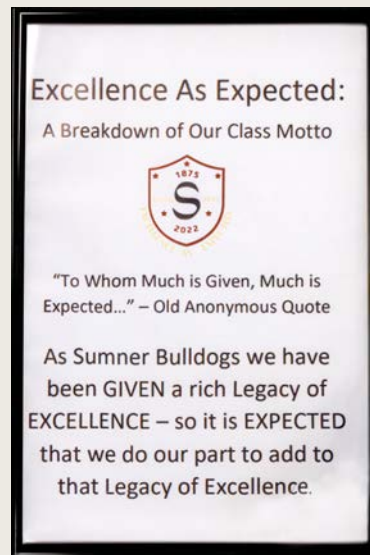 Excellence As Expected:
A Breakdown of Our Class Motto
1875
S
2022
“To Whom Much is Given, Much is
Expected...” – Old Anonymous Quote
As Sumner Bulldogs we have
been GIVEN a rich Legacy of
EXCELLENCE – so it is EXPECTED
that we do our part to add to
that Legacy of Excellence.